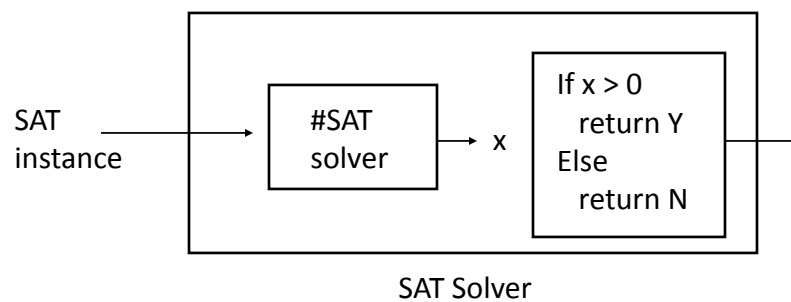 SAT
instance
#SAT
solver
x
If x > 0
return Y
Else
return N
SAT Solver